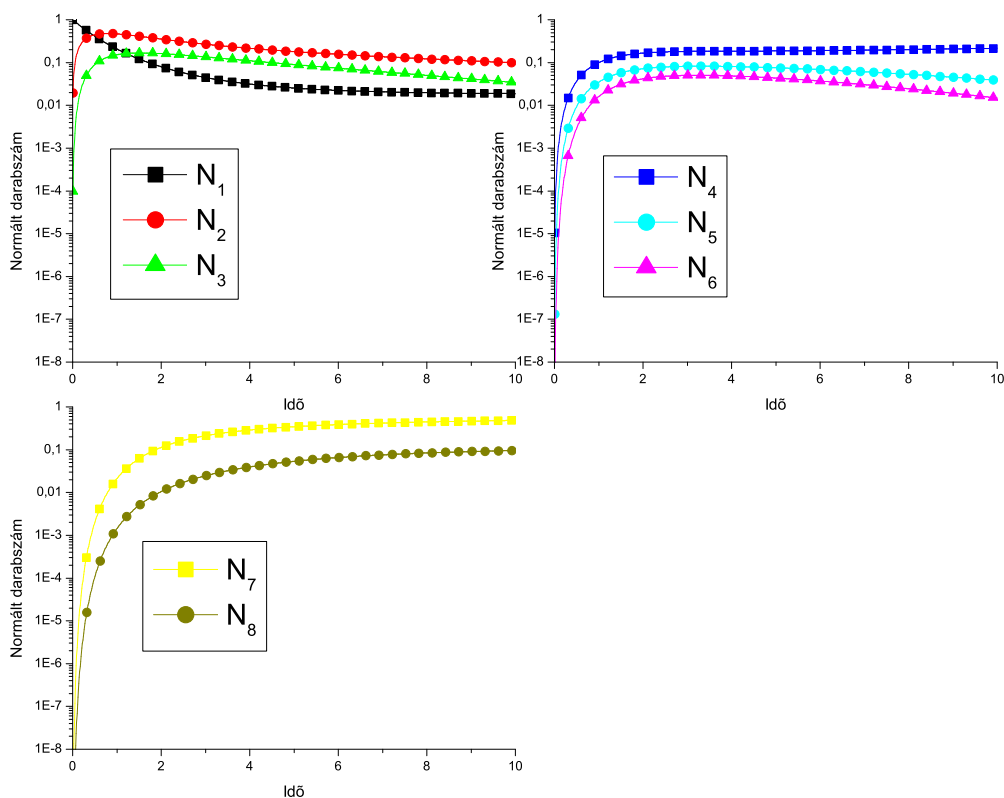 1
0,1
0,01
1E-3
1E-4
1E-5
1E-6
1E-7
1E-8
Normált darabszám
N1
N2
N3
0
2
4
6
8
10
Idõ
1
0,1
0,01
1E-3
1E-4
1E-5
1E-6
1E-7
1E-8
Normált darabszám
N4
N5
N6
0
2
4
6
8
10
Idõ
1
0,1
0,01
1E-3
1E-4
1E-5
1E-6
1E-7
1E-8
Normált darabszám
N7
N8
0
2
4
6
8
10
Idõ